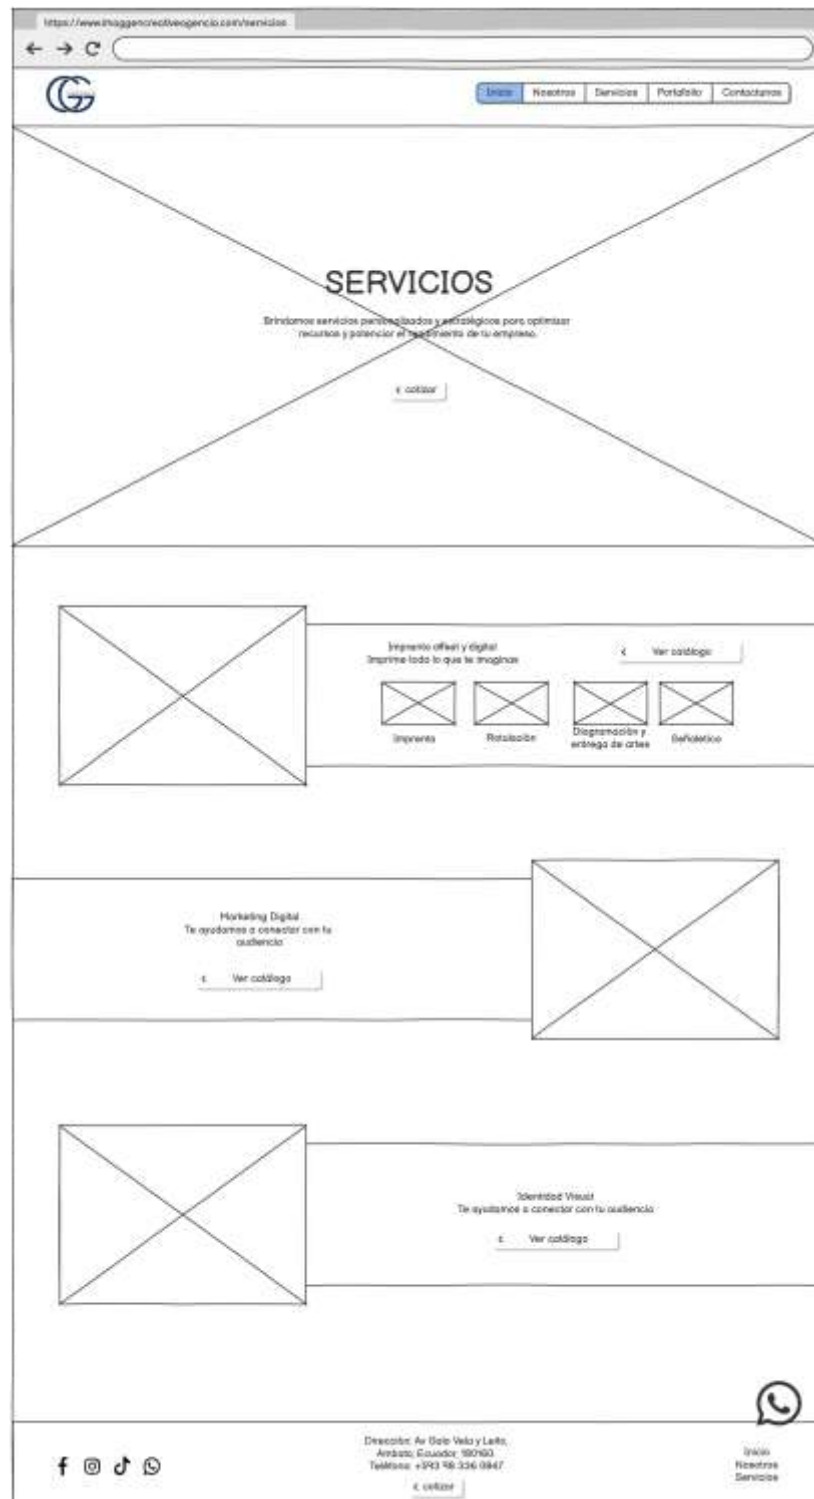 https://www.imaggencreativeagencia.com/servicios
Inicio Nosotros Servicios Portafolio Contactanos
SERVICIOS
Brindamos servicios personalizados y estratégicos para optimizar
recursos y potenciar el rendimiento de tu empresa.
cotizar
Imprenta offset y digital
Imprime todo lo que te imaginas
Ver catálogo
Imprenta
Rotulación
Diagramación y
entrega de artes
Señaletica
Marketing Digital
Te ayudamos a conectar con tu
audiencia
Ver catálogo
Identidad Visual
Te ayudamos a conectar con tu audiencia
Ver catálogo
Dirección: Av Galo Vela y Leito,
Ambato, Ecuador, 180160.
Teléfono: +593 98 336 0847
cotizar
Inicio
Nosotros
Servicios